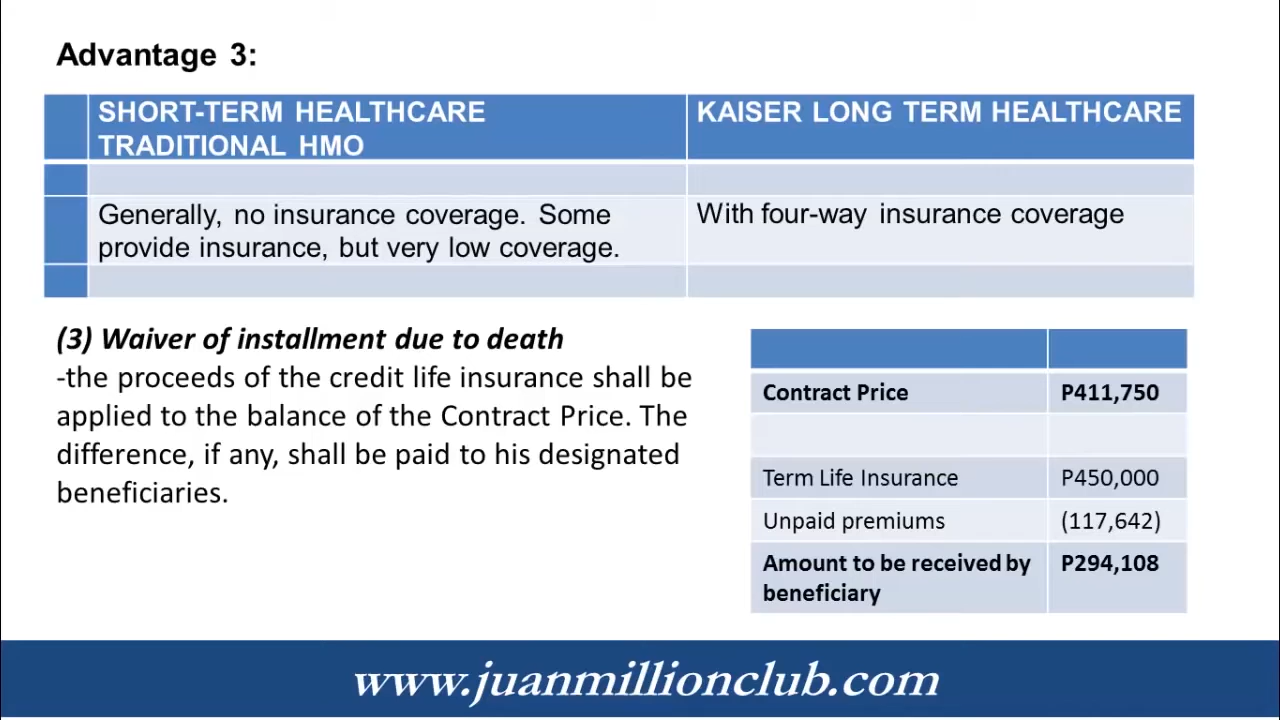 Advantage 3:
SHORT-TERM HEALTHCARE
TRADITIONAL HMO
KAISER LONG TERM HEALTHCARE
Generally, no insurance coverage. Some
provide insurance, but very low coverage.
With four-way insurance coverage
(3) Waiver of installment due to death
-the proceeds of the credit life insurance shall be
applied to the balance of the Contract Price. The
difference, if any, shall be paid to his designated
beneficiaries.
Contract Price P411,750
Term Life Insurance P450,000
Unpaid premiums (117,642)
Amount to be received by P294,108
beneficiary
www.juanmillionclub.com